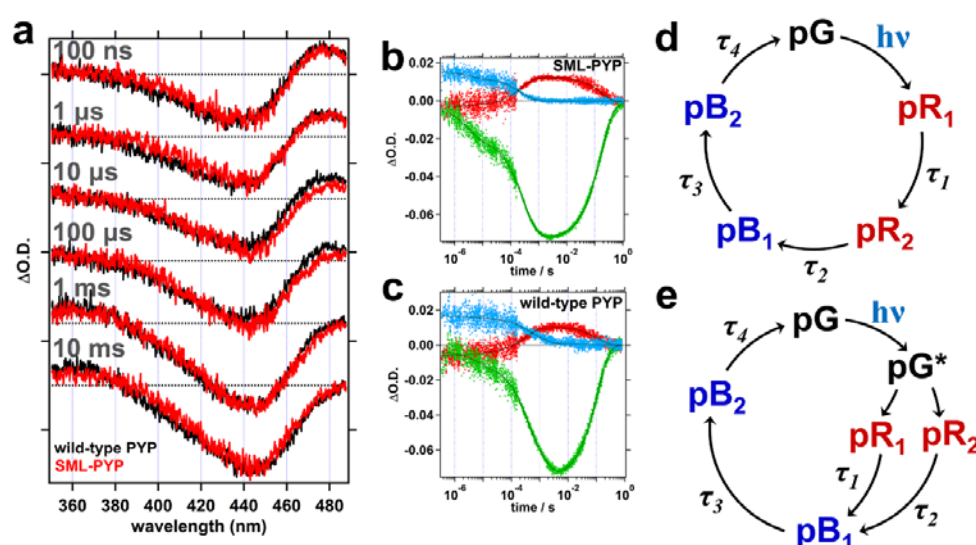 a
100 ns
1 µs
10 µs
100 µs
1 ms
10 ms
wild-type PYP
SML-PYP
ΔO.D.
360 380 400 420 440 460 480
wavelength (nm)
b
SML-PYP
0.02
0.00
-0.02
-0.04
-0.06
ΔO.D.
10⁻⁶ 10⁻⁴ 10⁻² 10⁰
time / s
c
wild-type PYP
0.02
0.00
-0.02
-0.04
-0.06
ΔO.D.
10⁻⁶ 10⁻⁴ 10⁻² 10⁰
time / s
d
pG
hν
pR₁
τ₁
pR₂
τ₂
pB₁
τ₃
pB₂
τ₄
e
pG
hν
pG*
pR₁ pR₂
τ₁
τ₂
pB₁
τ₃
pB₂
τ₄